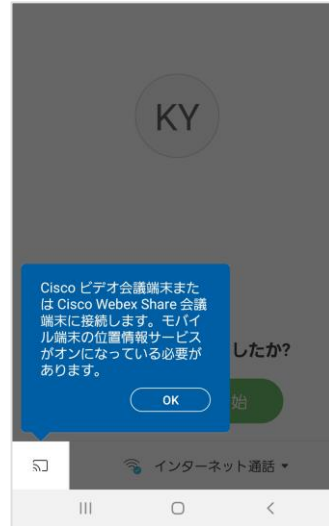 KY
Cisco ビデオ会議端末また
は Cisco Webex Share 会議
端末に接続します。モバイ
ル端末の位置情報サービス
がオンになっている必要が
あります。
したか?
OK
始
インターネット通話